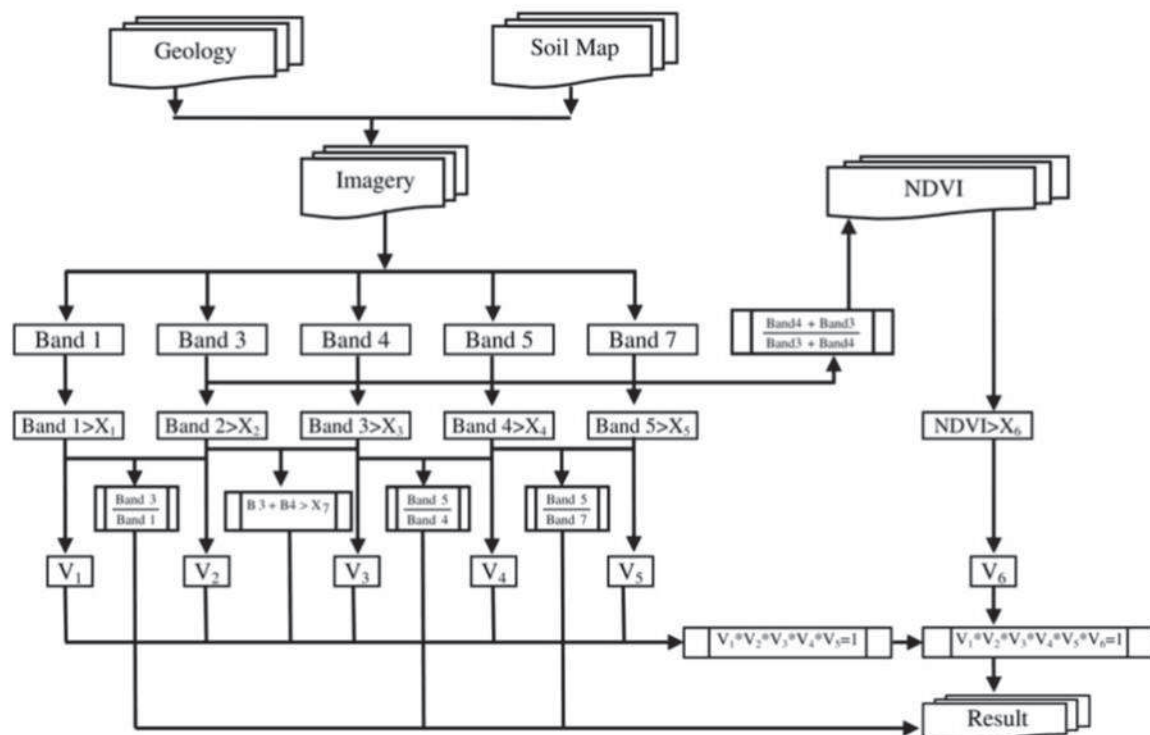 Geology
Soil Map
Imagery
NDVI
Band 1
Band 3
Band 4
Band 5
Band 7
Band4 + Band3
Band3 + Band4
Band 1>X₁
Band 2>X₂
Band 3>X₃
Band 4>X₄
Band 5>X₅
NDVI>X₆
Band 3
Band 1
B 3 + B4 > X₇
Band 5
Band 4
Band 5
Band 7
V₁
V₂
V₃
V₄
V₅
V₆
V₁*V₂*V₃*V₄*V₅=1
V₁*V₂*V₃*V₄*V₅*V₆=1
Result